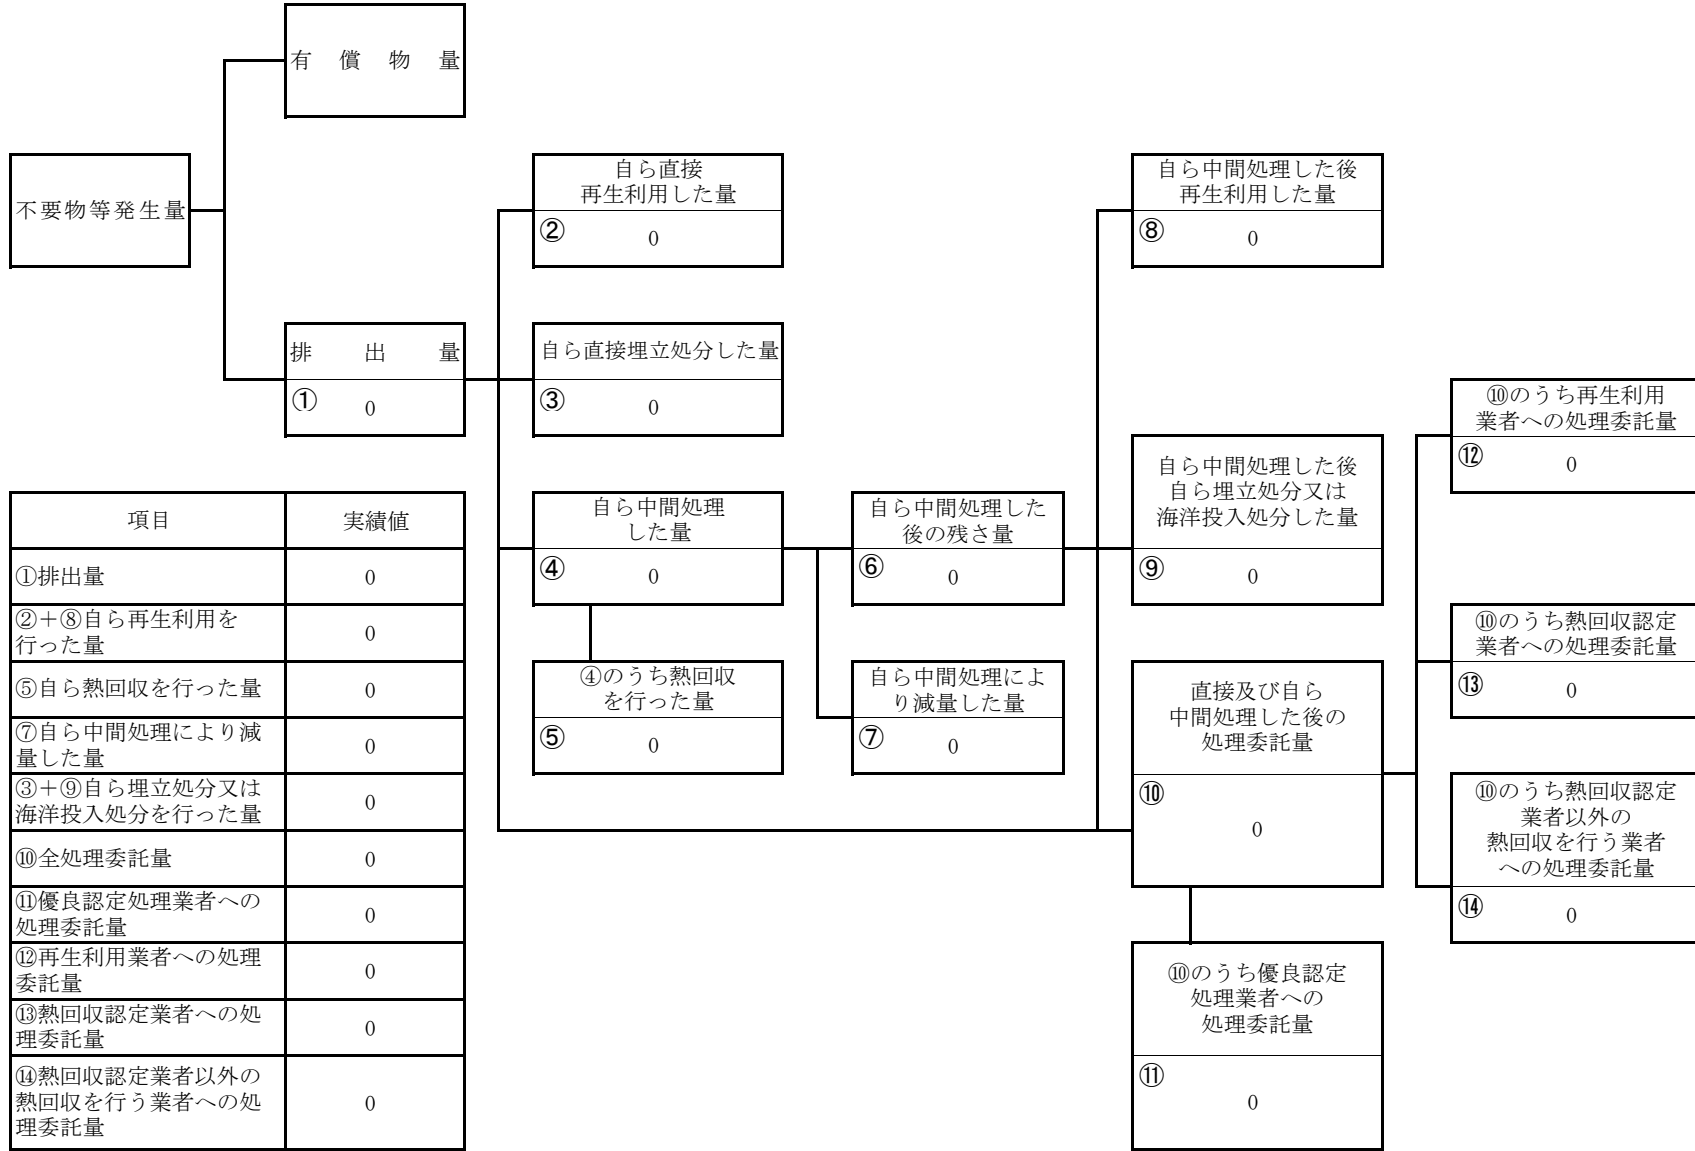 有償物量
不要物等発生量
自ら直接
再生利用した量
②
0
自ら中間処理した後
再生利用した量
⑧
0
排出量
①
0
自ら直接埋立処分した量
③
0
⑩のうち再生利用
業者への処理委託量
⑫
0
自ら中間処理した後
自ら埋立処分又は
海洋投入処分した量
⑨
0
自ら中間処理
した量
④
0
自ら中間処理した
後の残さ量
⑥
0
⑩のうち熱回収認定
業者への処理委託量
⑬
0
④のうち熱回収
を行った量
⑤
0
自ら中間処理によ
り減量した量
⑦
0
直接及び自ら
中間処理した後の
処理委託量
⑩
0
⑩のうち熱回収認定
業者以外の
熱回収を行う業者
への処理委託量
⑭
0
⑩のうち優良認定
処理業者への
処理委託量
⑪
0
項目 実績値
①排出量 0
②＋⑧自ら再生利用を
行った量 0
⑤自ら熱回収を行った量 0
⑦自ら中間処理により減
量した量 0
③＋⑨自ら埋立処分又は
海洋投入処分を行った量 0
⑩全処理委託量 0
⑪優良認定処理業者への
処理委託量 0
⑫再生利用業者への処理
委託量 0
⑬熱回収認定業者への処
理委託量 0
⑭熱回収認定業者以外の
熱回収を行う業者への処
理委託量 0